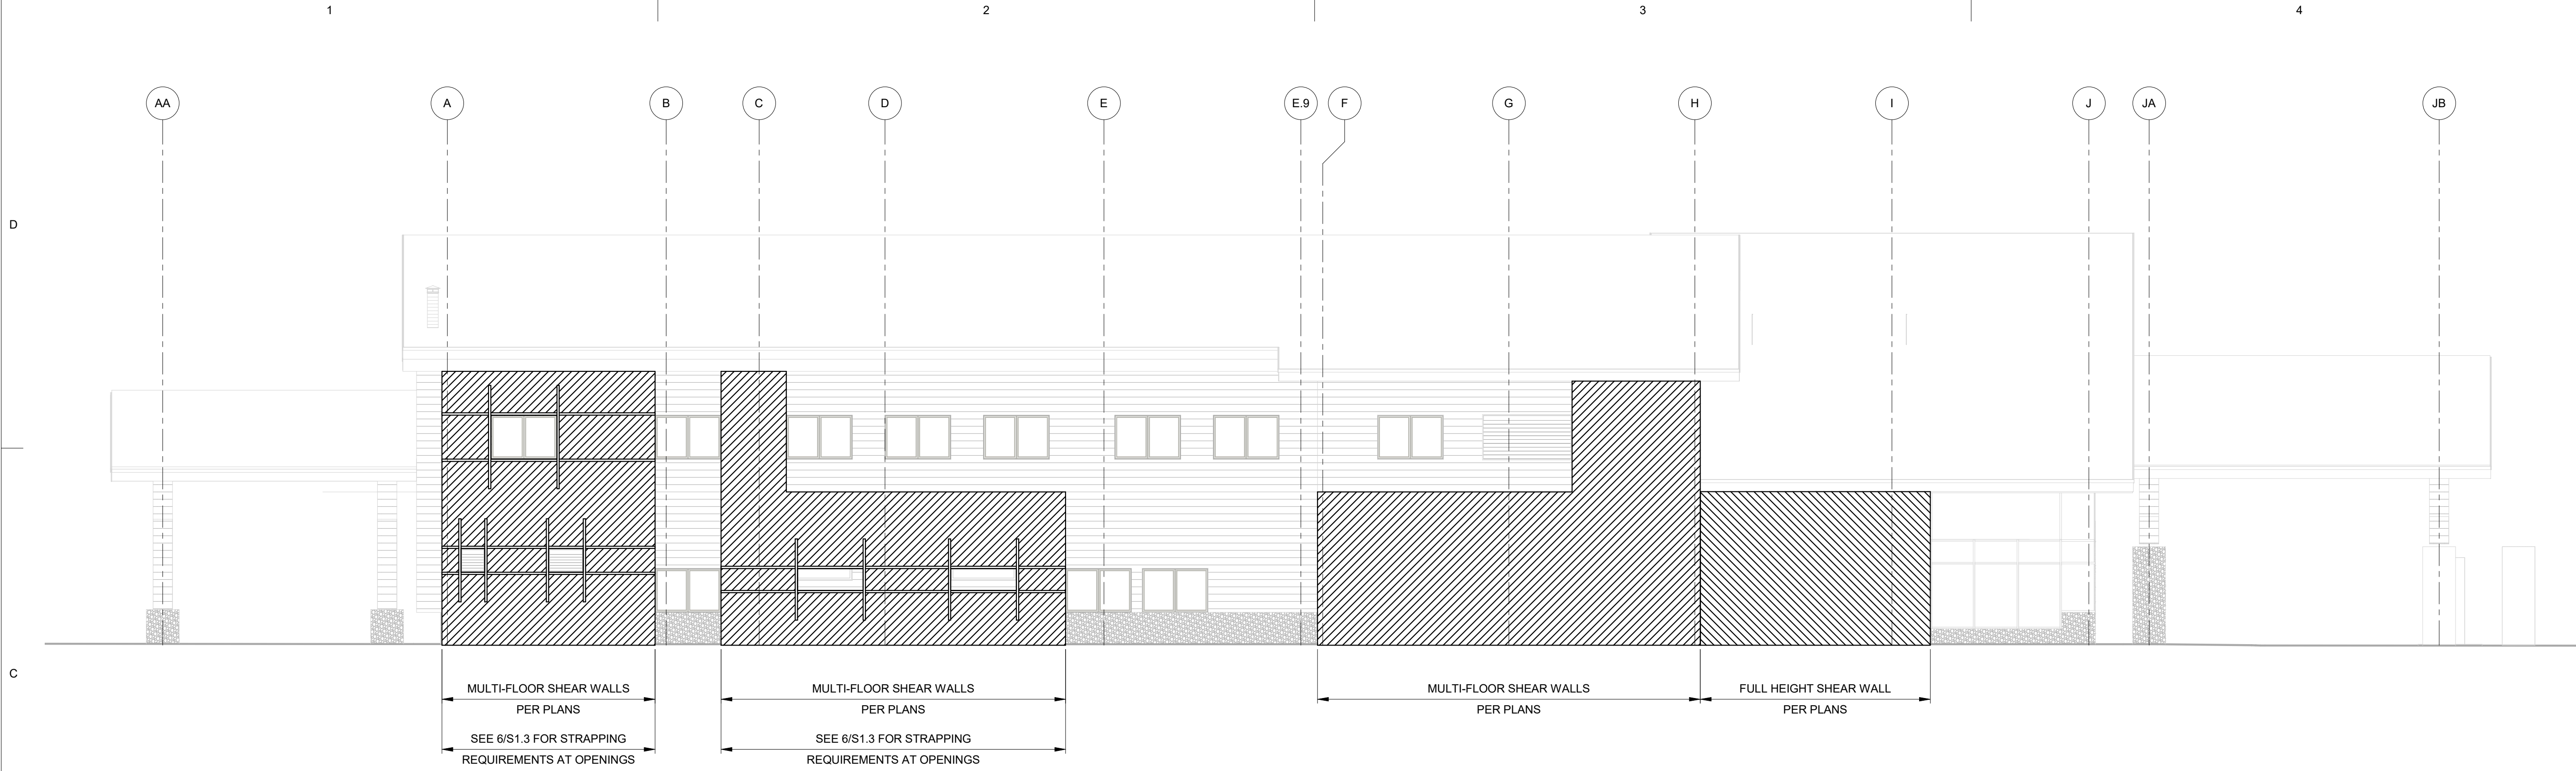 1 2 3 4
AA A B C D E E.9 F G H I J JA JB
D
C
MULTI-FLOOR SHEAR WALLS
PER PLANS
MULTI-FLOOR SHEAR WALLS
PER PLANS
MULTI-FLOOR SHEAR WALLS
PER PLANS
FULL HEIGHT SHEAR WALL
PER PLANS
SEE 6/S1.3 FOR STRAPPING
REQUIREMENTS AT OPENINGS
SEE 6/S1.3 FOR STRAPPING
REQUIREMENTS AT OPENINGS